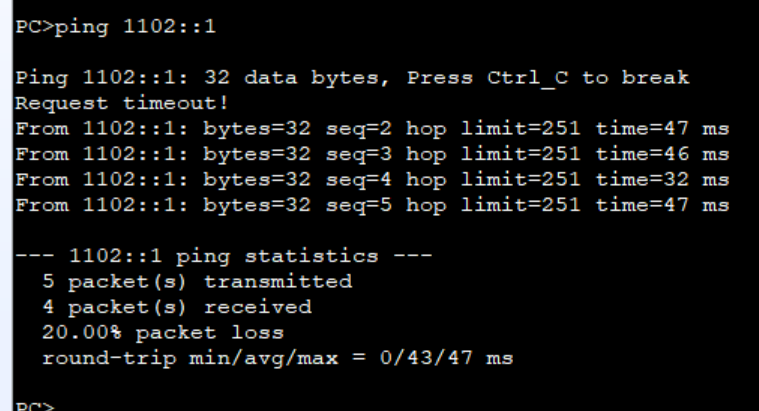 PC>ping 1102::1
Ping 1102::1: 32 data bytes, Press Ctrl_C to break
Request timeout!
From 1102::1: bytes=32 seq=2 hop limit=251 time=47 ms
From 1102::1: bytes=32 seq=3 hop limit=251 time=46 ms
From 1102::1: bytes=32 seq=4 hop limit=251 time=32 ms
From 1102::1: bytes=32 seq=5 hop limit=251 time=47 ms
--- 1102::1 ping statistics ---
5 packet(s) transmitted
4 packet(s) received
20.00% packet loss
round-trip min/avg/max = 0/43/47 ms
PC>